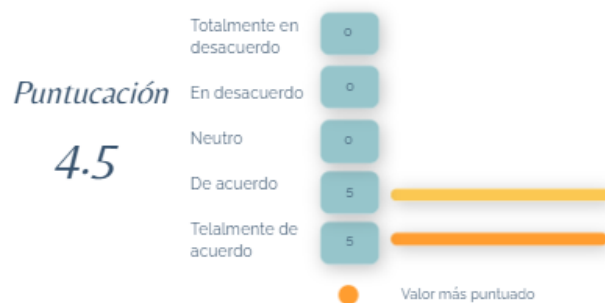 Totalmente en
desacuerdo
0
Puntucación
4.5
En desacuerdo
0
Neutro
0
De acuerdo
5
Telalmente de
acuerdo
5
Valor más puntuado